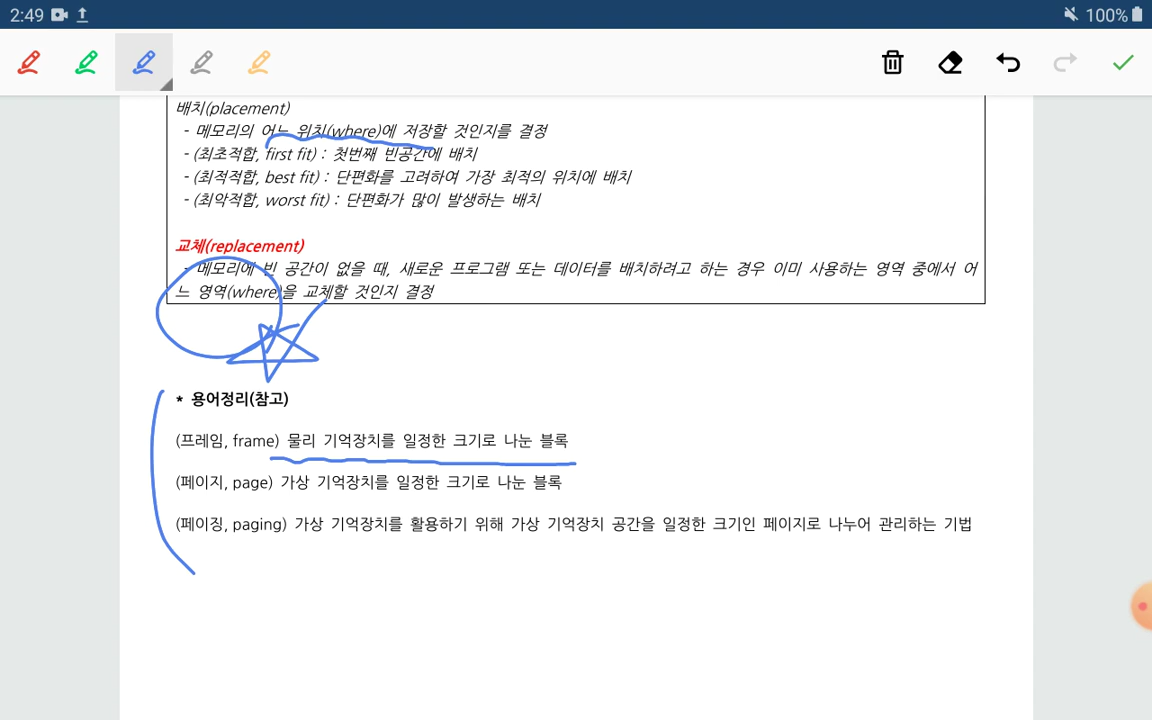 2:49
100%
배치(placement)
- 메모리의 어느 위치(where)에 저장할 것인지를 결정
- (최초적합, first fit) : 첫번째 빈공간에 배치
- (최적적합, best fit) : 단편화를 고려하여 가장 최적의 위치에 배치
- (최악적합, worst fit) : 단편화가 많이 발생하는 배치
교체(replacement)
- 메모리에 빈 공간이 없을 때, 새로운 프로그램 또는 데이터를 배치하려고 하는 경우 이미 사용하는 영역 중에서 어
느 영역(where)을 교체할 것인지 결정
* 용어정리(참고)
(프레임, frame) 물리 기억장치를 일정한 크기로 나눈 블록
(페이지, page) 가상 기억장치를 일정한 크기로 나눈 블록
(페이징, paging) 가상 기억장치를 활용하기 위해 가상 기억장치 공간을 일정한 크기인 페이지로 나누어 관리하는 기법